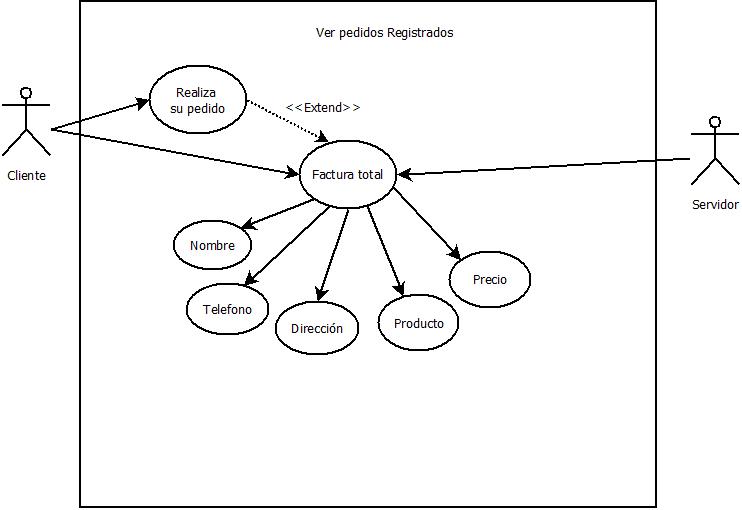 Ver pedidos Registrados
Realiza
su pedido
<<Extend>>
Cliente
Factura total
Servidor
Nombre
Precio
Telefono
Dirección
Producto